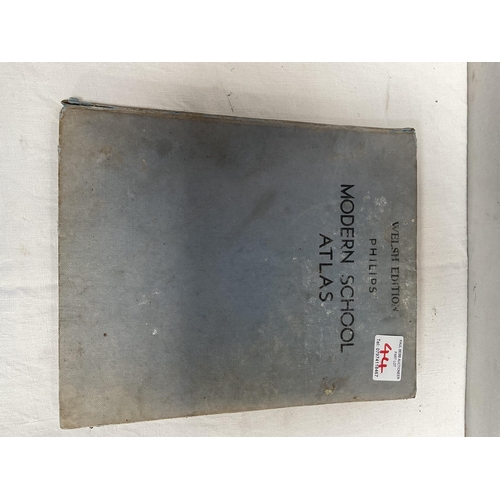 WELSH EDITION
PHILIPS
MODERN SCHOOL
ATLAS
44